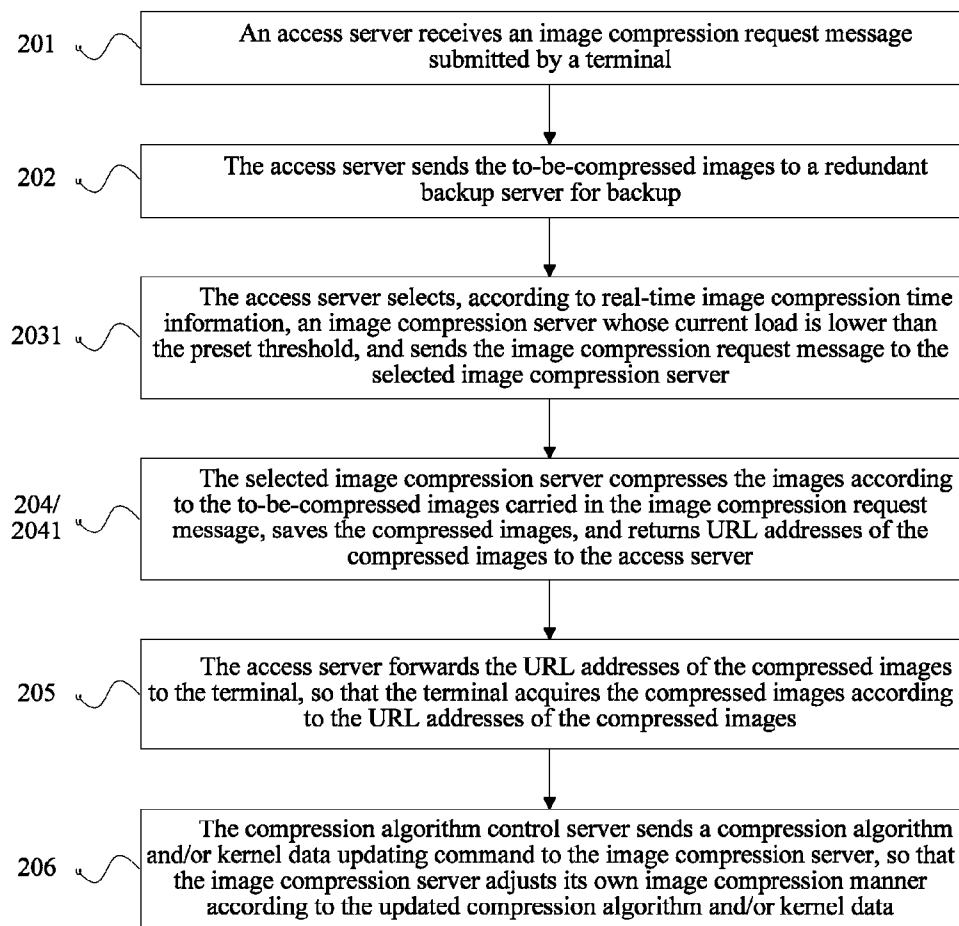 201
An access server receives an image compression request message
submitted by a terminal
202
The access server sends the to-be-compressed images to a redundant
backup server for backup
2031
The access server selects, according to real-time image compression time
information, an image compression server whose current load is lower than
the preset threshold, and sends the image compression request message to the
selected image compression server
204/
2041
The selected image compression server compresses the images according
to the to-be-compressed images carried in the image compression request
message, saves the compressed images, and returns URL addresses of the
compressed images to the access server
205
The access server forwards the URL addresses of the compressed images
to the terminal, so that the terminal acquires the compressed images according
to the URL addresses of the compressed images
206
The compression algorithm control server sends a compression algorithm
and/or kernel data updating command to the image compression server, so that
the image compression server adjusts its own image compression manner
according to the updated compression algorithm and/or kernel data